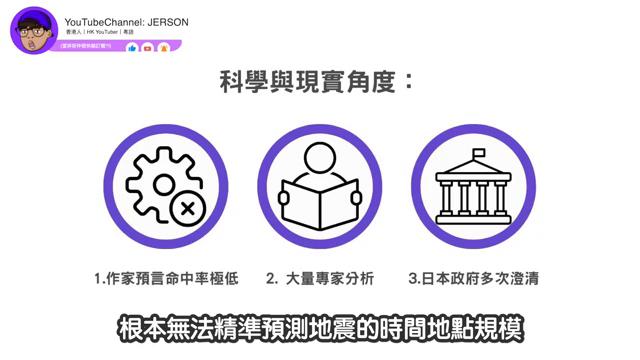 YouTubeChannel: JERSON
香港人｜HK YouTuber｜粵語
科學與現實角度：
1.作家預言命中率極低
2. 大量專家分析
3.日本政府多次澄清
根本無法精準預測地震的時間地點規模